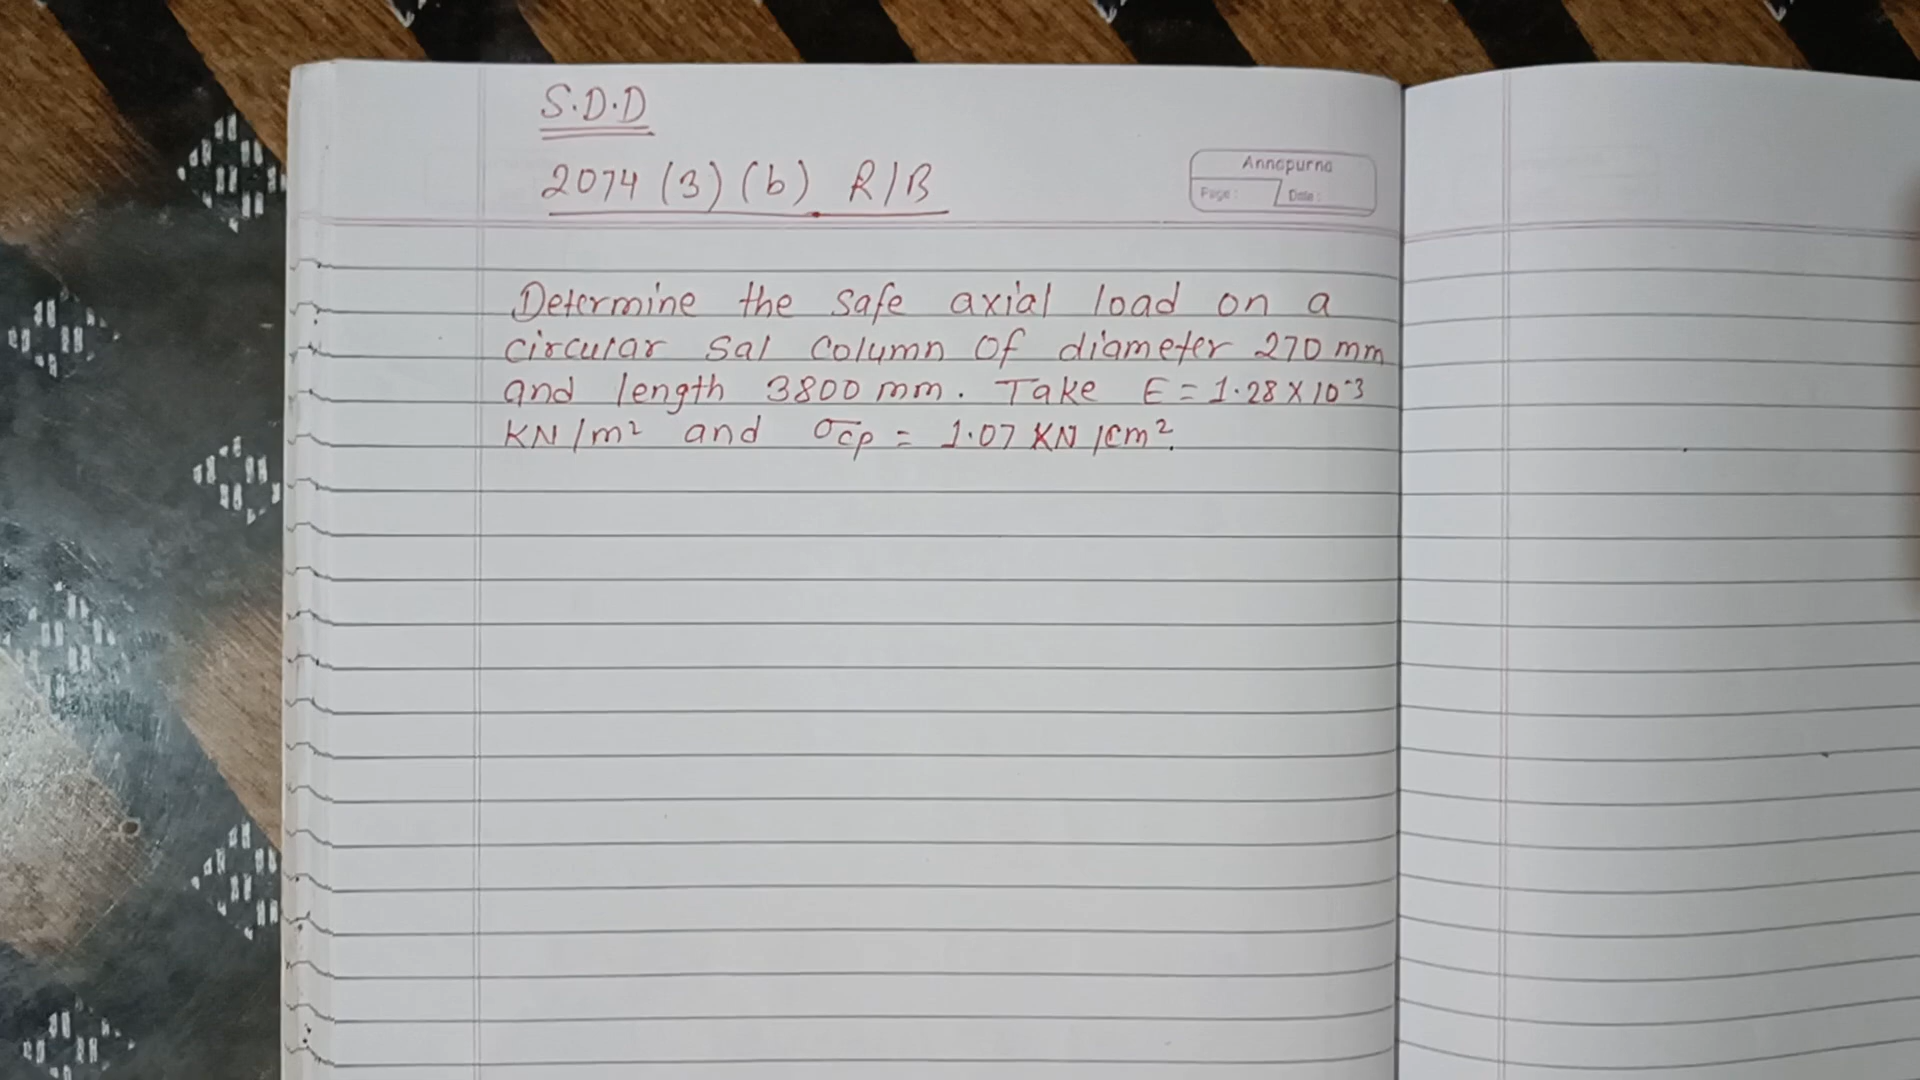 S.D.D
2074 (3) (b) R/B
Annapurna
Page :
Date :
Determine the safe axial load on a
circular sal column of diameter 270 mm
and length 3800 mm. Take E = 1.28 X 10⁻³
KN/m² and σcp = 1.07 KN/cm².